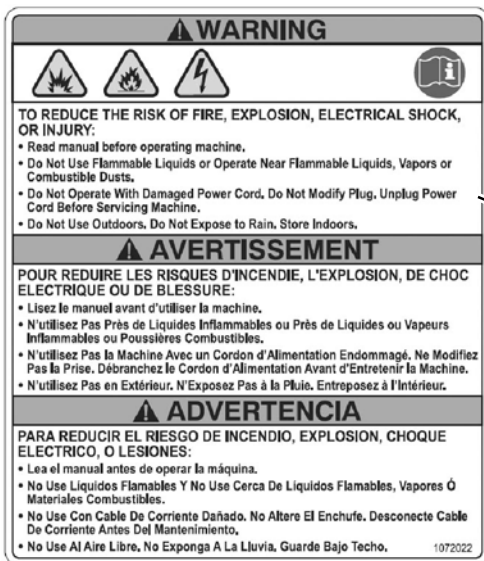 WARNING
TO REDUCE THE RISK OF FIRE, EXPLOSION, ELECTRICAL SHOCK,
OR INJURY:
• Read manual before operating machine.
• Do Not Use Flammable Liquids or Operate Near Flammable Liquids, Vapors or
Combustible Dusts.
• Do Not Operate With Damaged Power Cord. Do Not Modify Plug. Unplug Power
Cord Before Servicing Machine.
• Do Not Use Outdoors. Do Not Expose to Rain. Store Indoors.
AVERTISSEMENT
POUR REDUIRE LES RISQUES D'INCENDIE, L'EXPLOSION, DE CHOC
ELECTRIQUE OU DE BLESSURE:
• Lisez le manuel avant d'utiliser la machine.
• N'utilisez Pas Près de Liquides Inflammables ou Près de Liquides ou Vapeurs
Inflammables ou Poussières Combustibles.
• N'utilisez Pas la Machine Avec un Cordon d'Alimentation Endommagé. Ne Modifiez
Pas la Prise. Débranchez le Cordon d'Alimentation Avant d'Entretenir la Machine.
• N'utilisez Pas en Extérieur. N'Exposez Pas à la Pluie. Entreposez à l'Intérieur.
ADVERTENCIA
PARA REDUCIR EL RIESGO DE INCENDIO, EXPLOSION, CHOQUE
ELECTRICO, O LESIONES:
• Lea el manual antes de operar la máquina.
• No Use Líquidos Flamables Y No Use Cerca De Líquidos Flamables, Vapores Ó
Materiales Combustibles.
• No Use Con Cable De Corriente Dañado. No Altere El Enchufe. Desconecte Cable
De Corriente Antes Del Mantenimiento.
• No Use Al Aire Libre. No Exponga A La Lluvia. Guarde Bajo Techo.
1072022